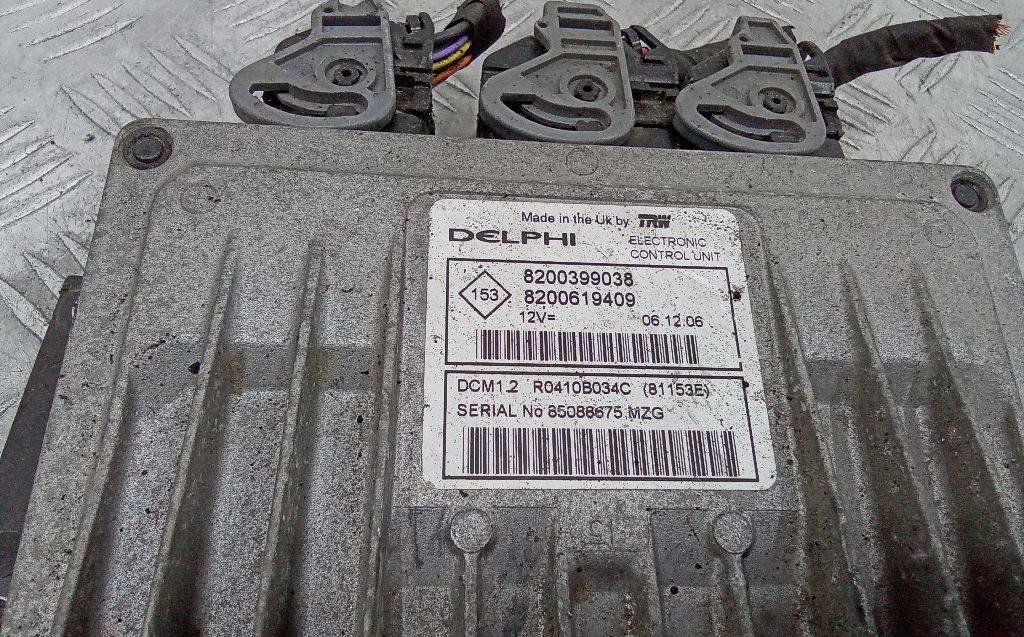 Made in the Uk by TRW
DELPHI
ELECTRONIC
CONTROL UNIT
153
8200399038
8200619409
12V=
06.12.06
DCM1.2 R0410B034C (81153E)
SERIAL No 85088675 MZG